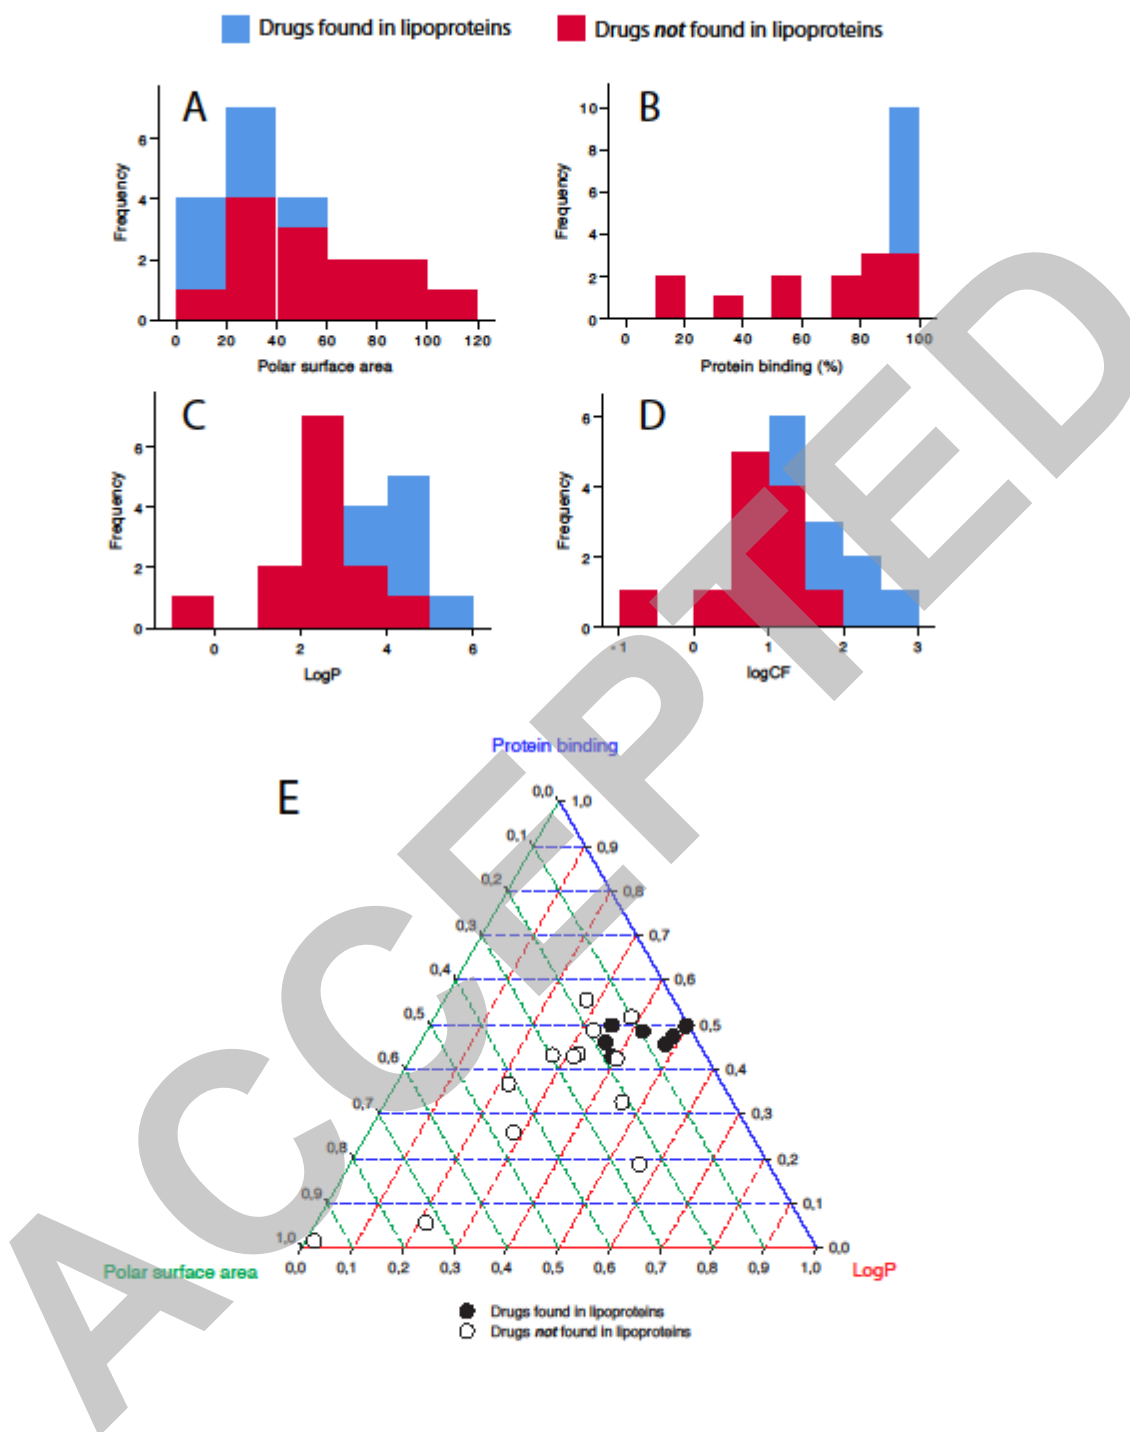 Drugs found in lipoproteins
Drugs not found in lipoproteins
A
Frequency
6
4
2
0
0 20 40 60 80 100 120
Polar surface area
B
Frequency
10
8
6
4
2
0
0 20 40 60 80 100
Protein binding (%)
C
Frequency
6
4
2
0
0 2 4 6
LogP
D
Frequency
6
4
2
0
-1 0 1 2 3
logCF
E
Protein binding
0,0 1,0
0,1 0,9
0,2 0,8
0,3 0,7
0,4 0,6
0,5 0,5
0,6 0,4
0,7 0,3
0,8 0,2
0,9 0,1
1,0 0,0
0,0 0,1 0,2 0,3 0,4 0,5 0,6 0,7 0,8 0,9 1,0
Polar surface area
LogP
Drugs found in lipoproteins
Drugs not found in lipoproteins
ACCEPTED